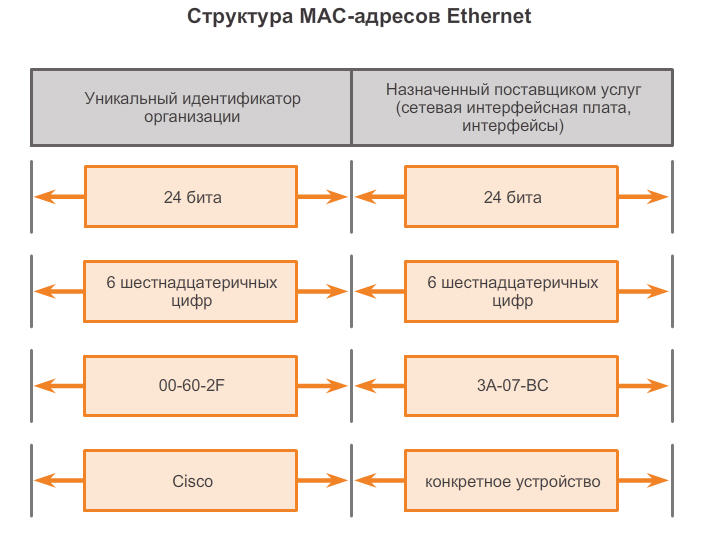 Структура MAC-адресов Ethernet
Уникальный идентификатор
организации
Назначенный поставщиком услуг
(сетевая интерфейсная плата,
интерфейсы)
24 бита
24 бита
6 шестнадцатеричных
цифр
6 шестнадцатеричных
цифр
00-60-2F
3A-07-BC
Cisco
конкретное устройство